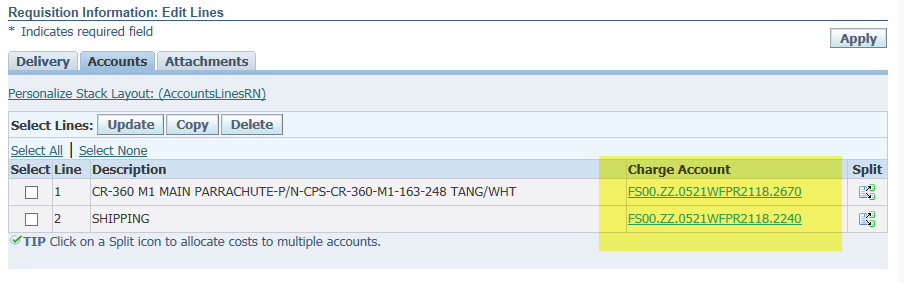 Requisition Information: Edit Lines
* Indicates required field
Apply
Delivery Accounts Attachments
Personalize Stack Layout: (AccountsLinesRN)
Select Lines: Update Copy Delete
Select All | Select None
Select Line Description Charge Account Split
1 CR-360 M1 MAIN PARRACHUTE-P/N-CPS-CR-360-M1-163-248 TANG/WHT FS00.ZZ.0521WFPR2118.2670
2 SHIPPING FS00.ZZ.0521WFPR2118.2240
TIP Click on a Split icon to allocate costs to multiple accounts.